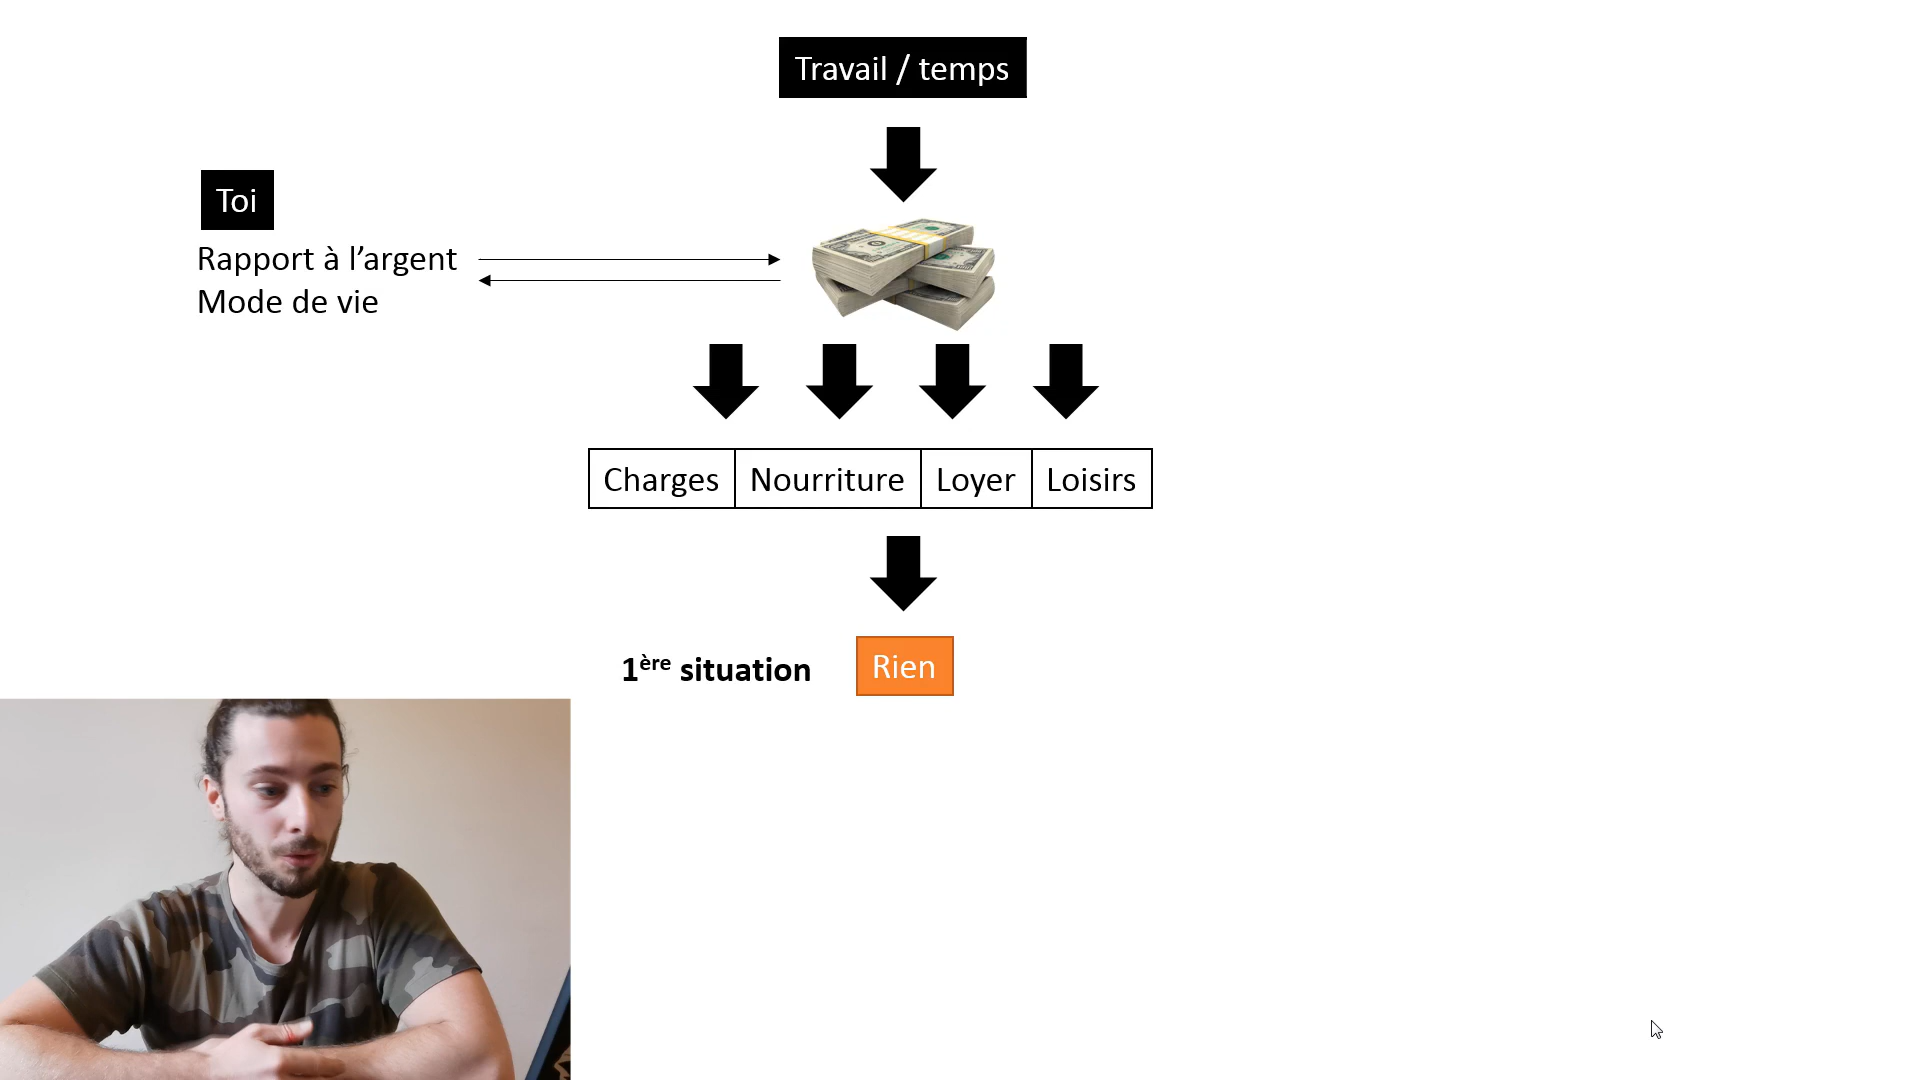 Travail / temps
Toi
Rapport à l’argent
Mode de vie
Charges
Nourriture
Loyer
Loisirs
1ère situation
Rien